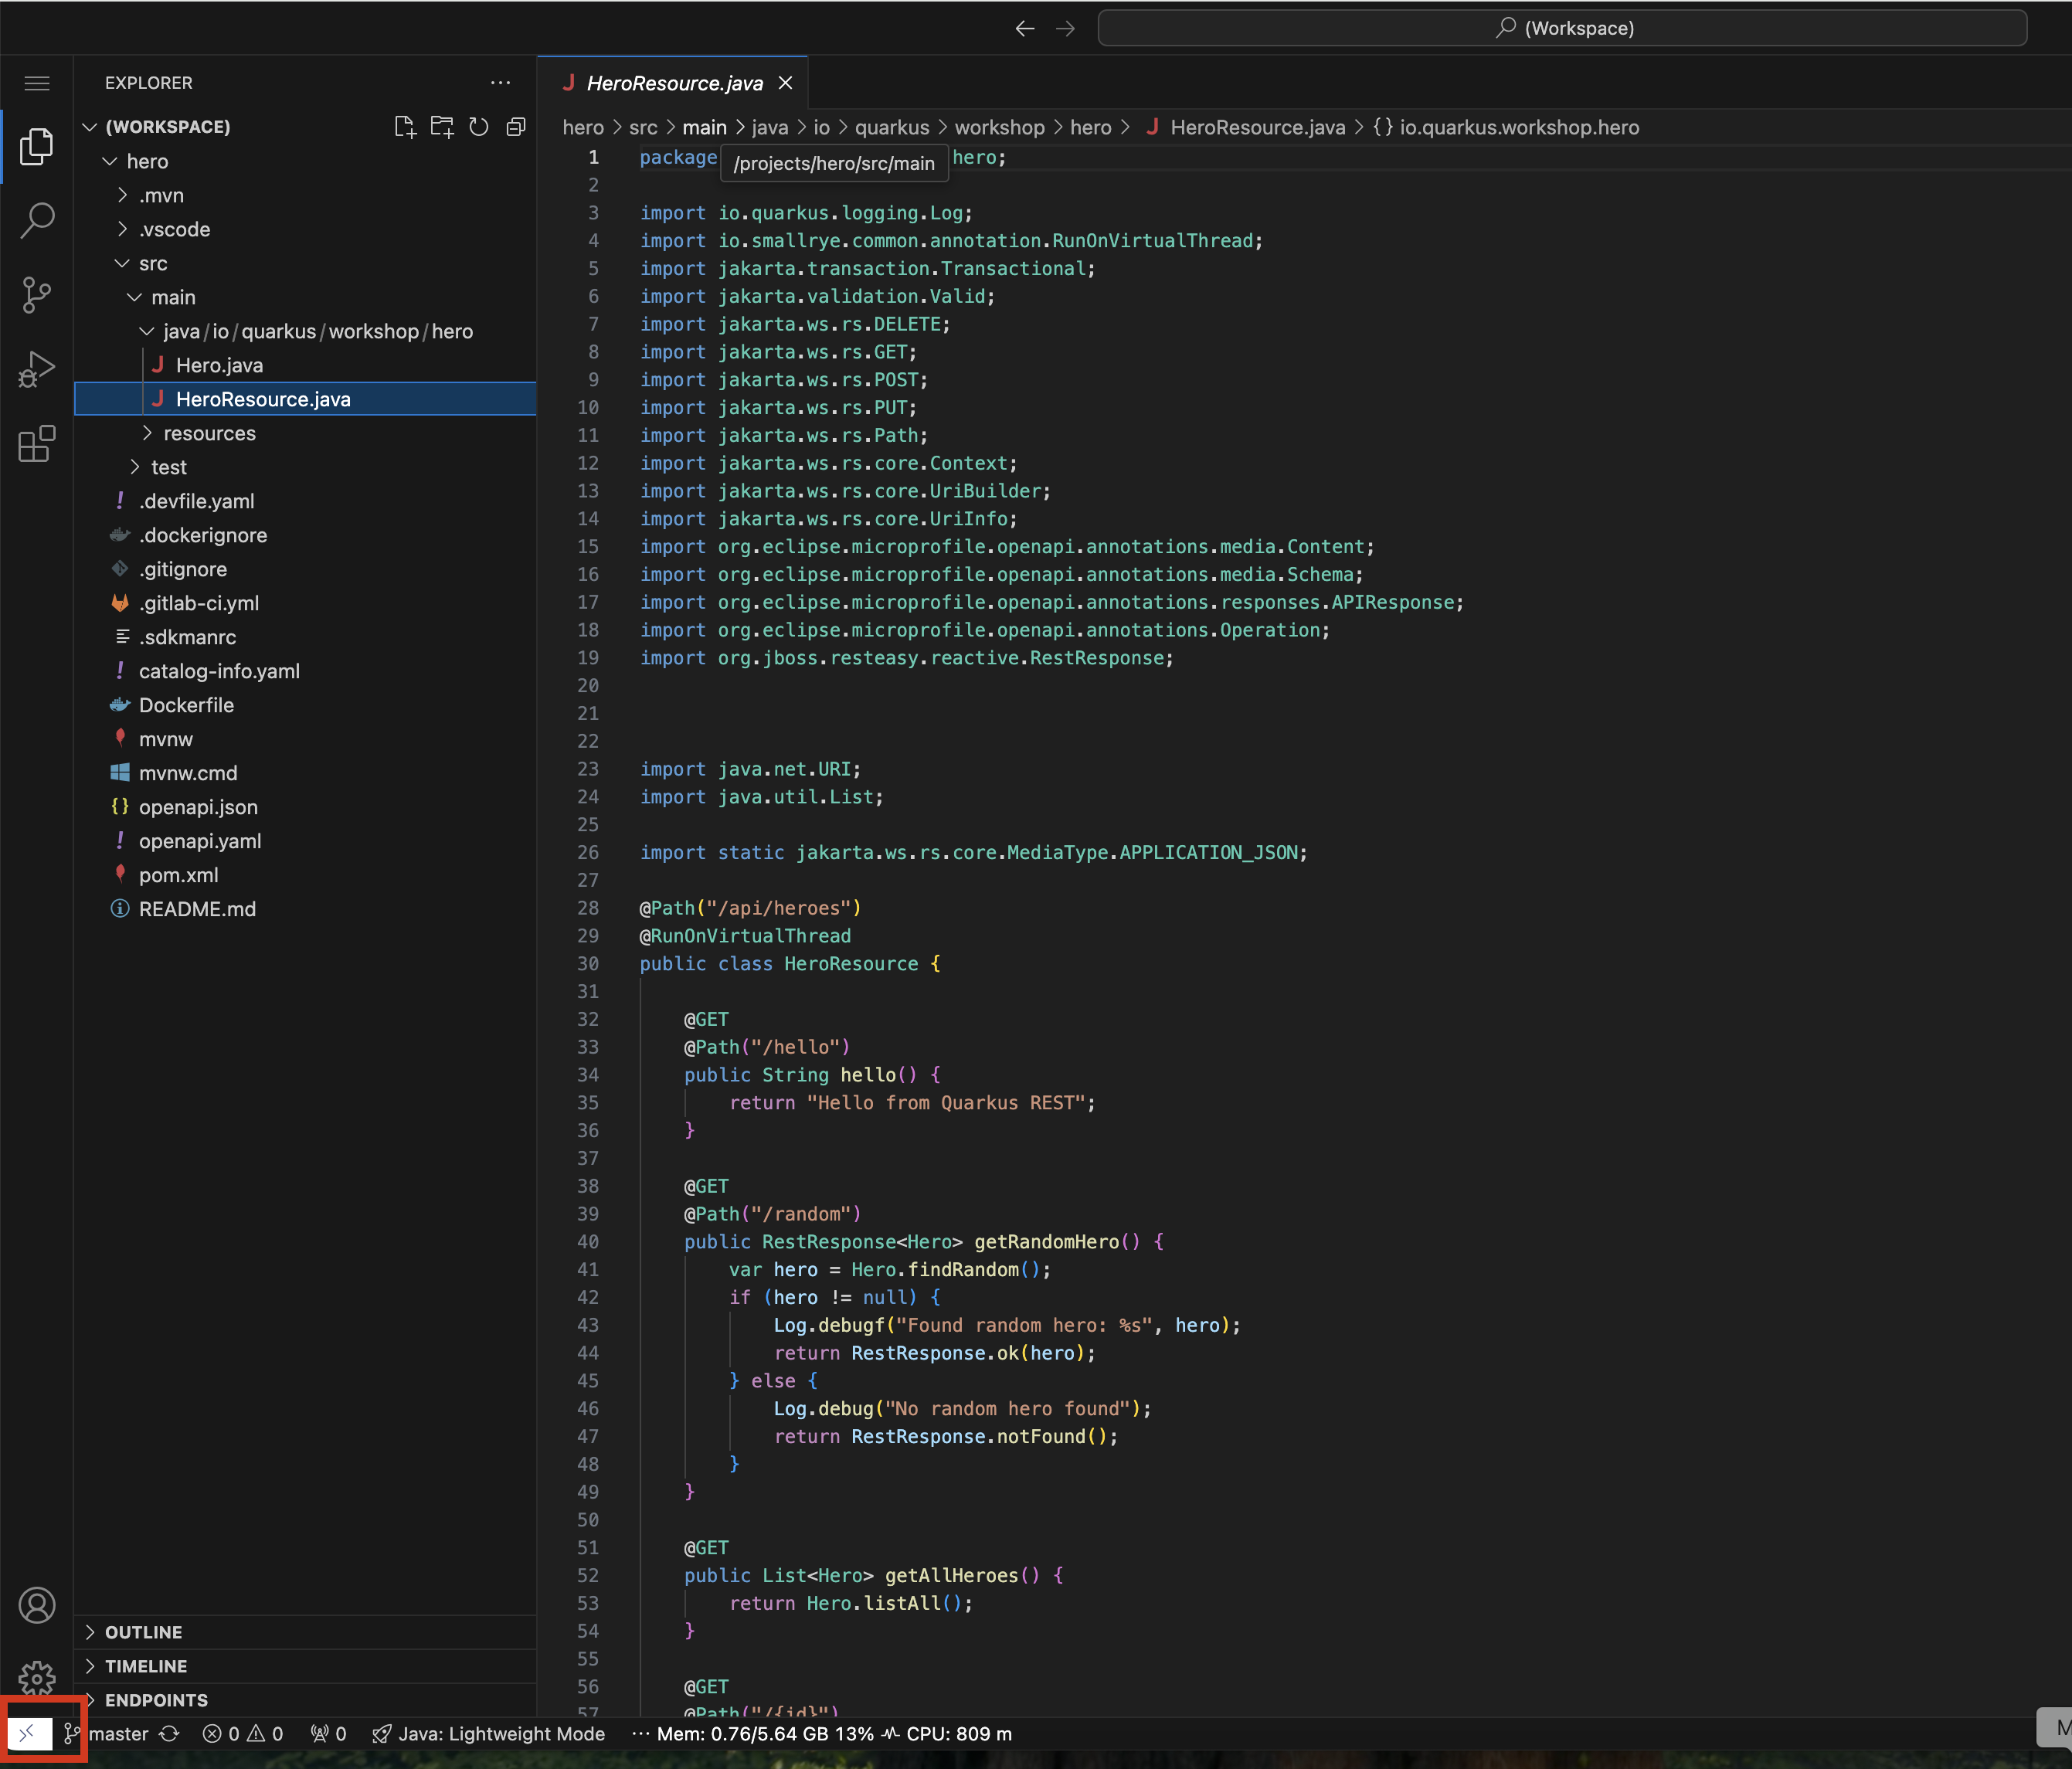 (Workspace)
EXPLORER
(WORKSPACE)
hero
.mvn
.vscode
src
main
java/io/quarkus/workshop/hero
Hero.java
HeroResource.java
resources
test
.devfile.yaml
.dockerignore
.gitignore
.gitlab-ci.yml
.sdkmanrc
catalog-info.yaml
Dockerfile
mvnw
mvnw.cmd
openapi.json
openapi.yaml
pom.xml
README.md
OUTLINE
TIMELINE
ENDPOINTS
HeroResource.java
hero > src > main > java > io > quarkus > workshop > hero > J HeroResource.java > {} io.quarkus.workshop.hero
1 package hero;
/projects/hero/src/main
2
3 import io.quarkus.logging.Log;
4 import io.smallrye.common.annotation.RunOnVirtualThread;
5 import jakarta.transaction.Transactional;
6 import jakarta.validation.Valid;
7 import jakarta.ws.rs.DELETE;
8 import jakarta.ws.rs.GET;
9 import jakarta.ws.rs.POST;
10 import jakarta.ws.rs.PUT;
11 import jakarta.ws.rs.Path;
12 import jakarta.ws.rs.core.Context;
13 import jakarta.ws.rs.core.UriBuilder;
14 import jakarta.ws.rs.core.UriInfo;
15 import org.eclipse.microprofile.openapi.annotations.media.Content;
16 import org.eclipse.microprofile.openapi.annotations.media.Schema;
17 import org.eclipse.microprofile.openapi.annotations.responses.APIResponse;
18 import org.eclipse.microprofile.openapi.annotations.Operation;
19 import org.jboss.resteasy.reactive.RestResponse;
20
21
22
23 import java.net.URI;
24 import java.util.List;
25
26 import static jakarta.ws.rs.core.MediaType.APPLICATION_JSON;
27
28 @Path("/api/heroes")
29 @RunOnVirtualThread
30 public class HeroResource {
31
32 @GET
33 @Path("/hello")
34 public String hello() {
35 return "Hello from Quarkus REST";
36 }
37
38 @GET
39 @Path("/random")
40 public RestResponse<Hero> getRandomHero() {
41 var hero = Hero.findRandom();
42 if (hero != null) {
43 Log.debugf("Found random hero: %s", hero);
44 return RestResponse.ok(hero);
45 } else {
46 Log.debug("No random hero found");
47 return RestResponse.notFound();
48 }
49 }
50
51 @GET
52 public List<Hero> getAllHeroes() {
53 return Hero.listAll();
54 }
55
56 @GET
57 @Path("/{id}")
master 0 0 0 Java: Lightweight Mode ··· Mem: 0.76/5.64 GB 13% CPU: 809 m